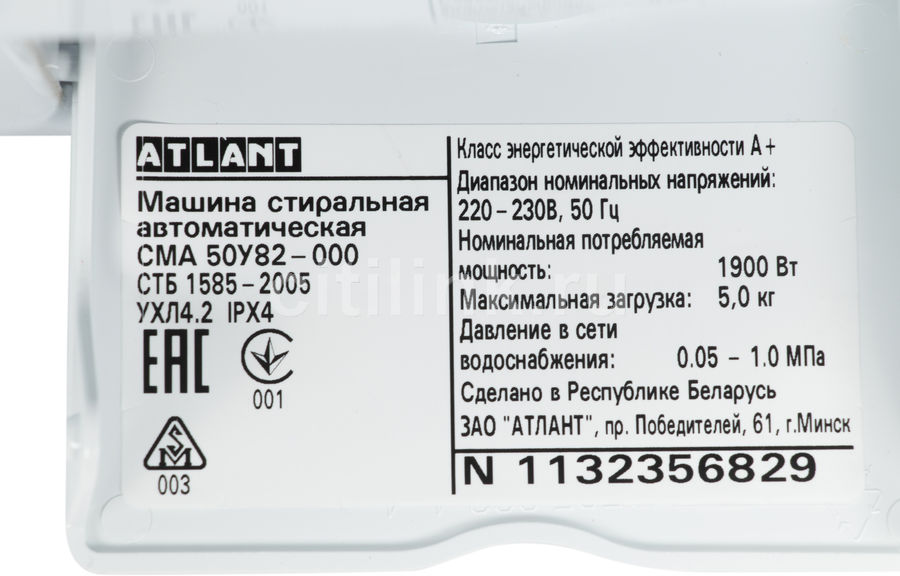 ATLANT
Машина стиральная
автоматическая
СМА 50У82-000
СТБ 1585-2005
УХЛ4.2 IPX4
ЕАС
001
003
Класс энергетической эффективности А+
Диапазон номинальных напряжений:
220-230В, 50 Гц
Номинальная потребляемая
мощность: 1900 Вт
Максимальная загрузка: 5,0 кг
Давление в сети
водоснабжения: 0.05 - 1.0 МПа
Сделано в Республике Беларусь
ЗАО "АТЛАНТ", пр. Победителей, 61, г.Минск
N 1132356829
citilink.ru